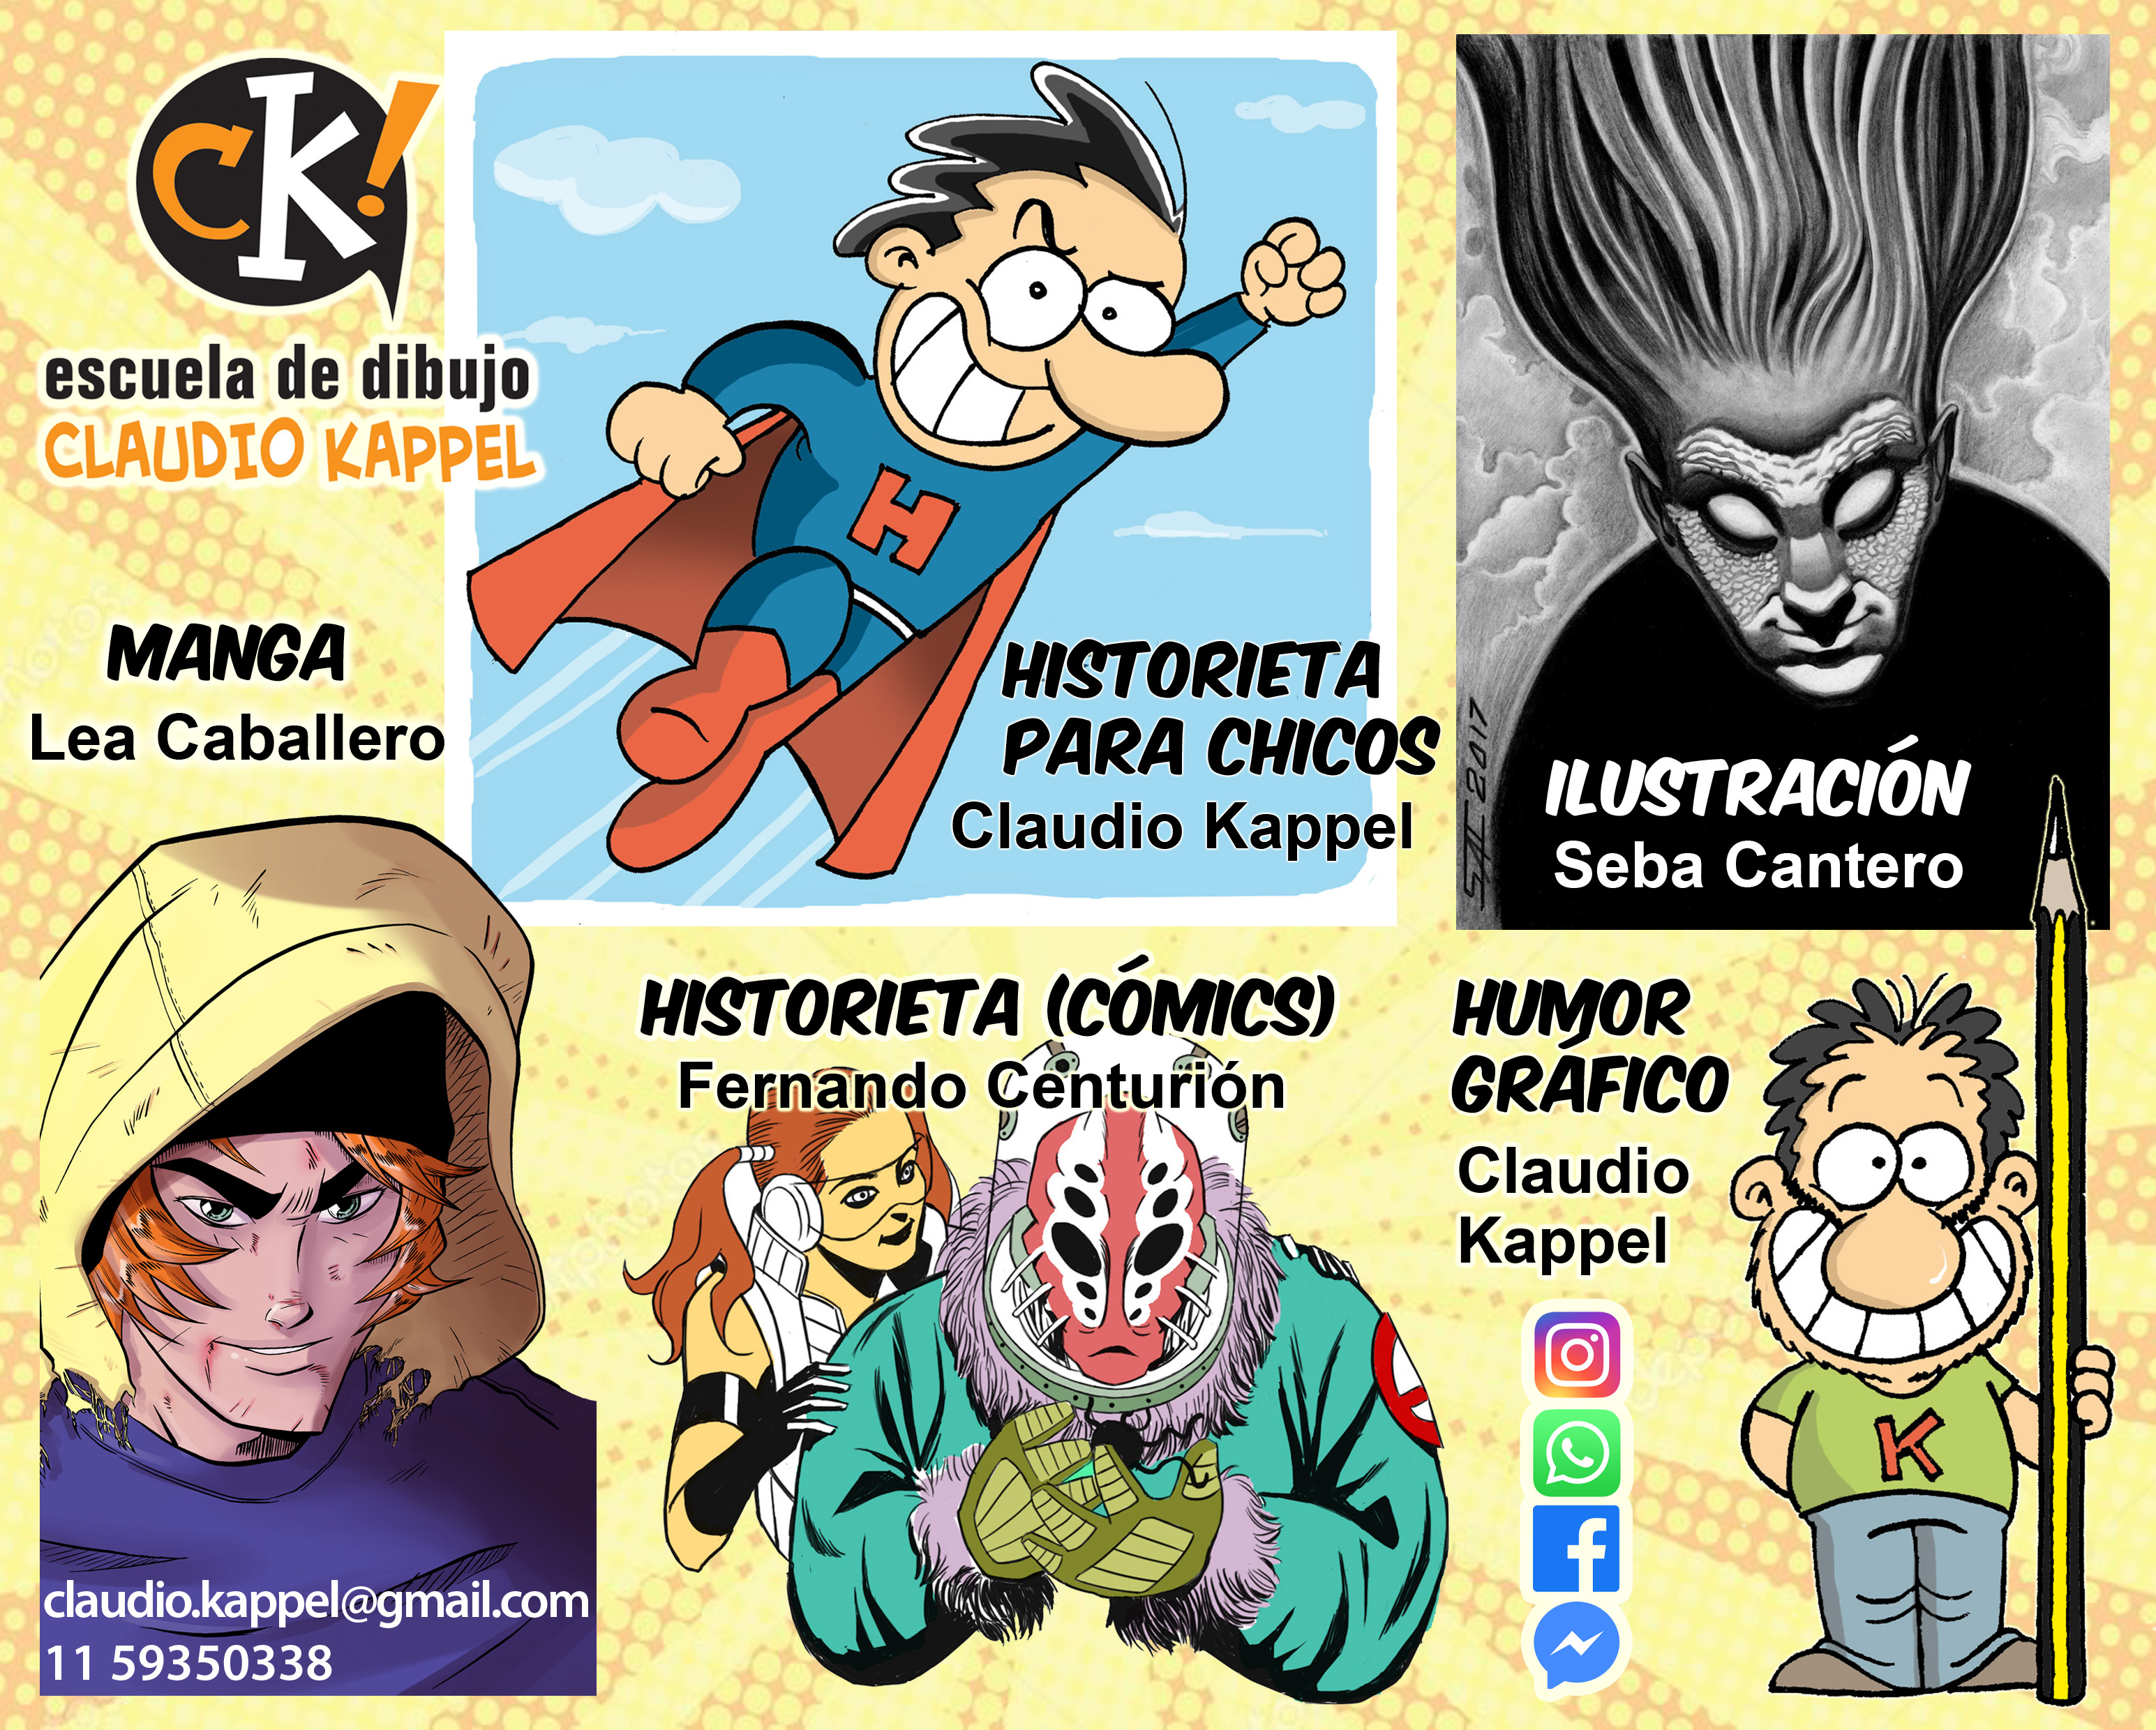 CK!
escuela de dibujo
CLAUDIO KAPPEL
H
MANGA
Lea Caballero
HISTORIETA
PARA CHICOS
Claudio Kappel
2017
ILUSTRACIÓN
Seba Cantero
HISTORIETA (CÓMICS)
Fernando Centurión
HUMOR
GRÁFICO
Claudio
Kappel
K
claudio.kappel@gmail.com
11 59350338